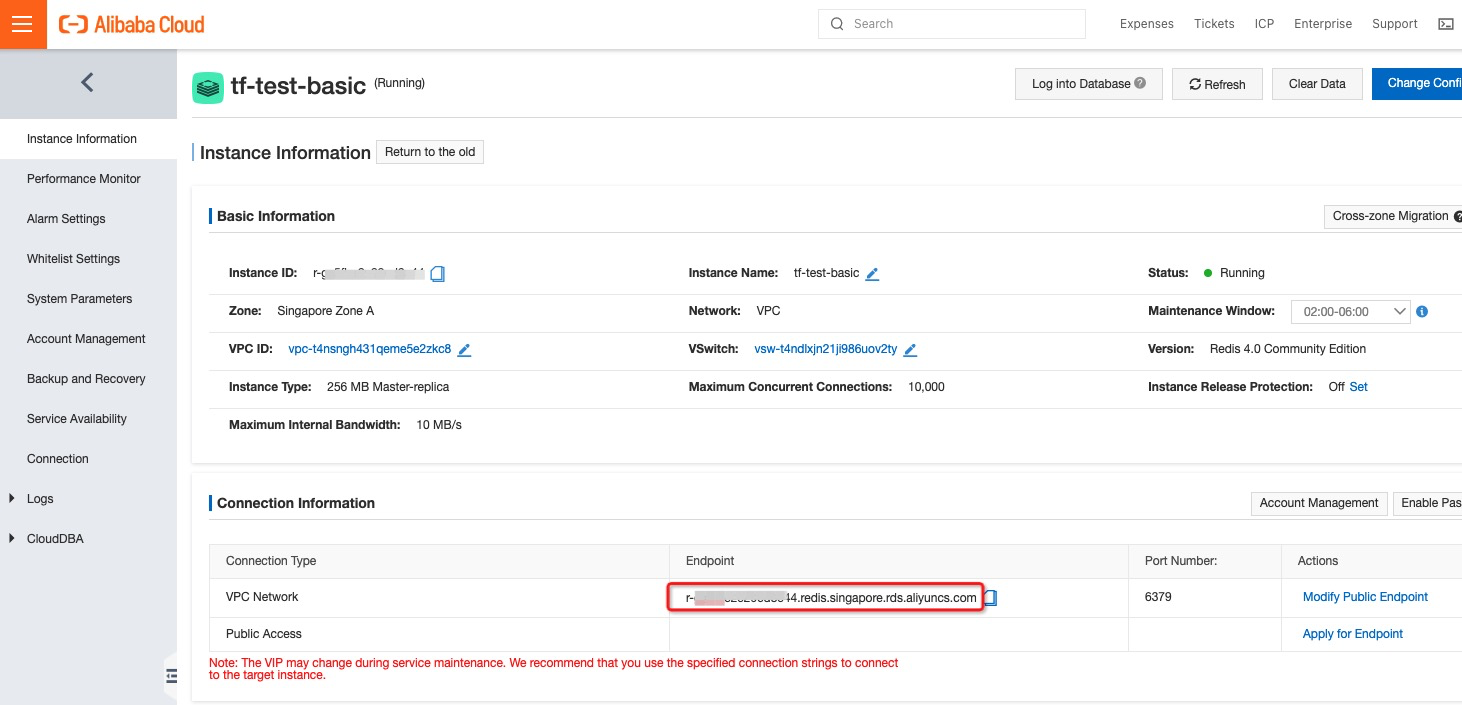 Alibaba Cloud
Search
Expenses Tickets ICP Enterprise Support
tf-test-basic (Running)
Log into Database Refresh Clear Data Change Confi
Instance Information
Performance Monitor
Alarm Settings
Whitelist Settings
System Parameters
Account Management
Backup and Recovery
Service Availability
Connection
Logs
CloudDBA
Instance Information Return to the old
Basic Information Cross-zone Migration
Instance ID: Instance Name: tf-test-basic Status: Running
Zone: Singapore Zone A Network: VPC Maintenance Window: 02:00-06:00
VPC ID: vpc-t4nsngh431qeme5e2zkc8 VSwitch: vsw-t4ndlxjn21ji986uov2ty Version: Redis 4.0 Community Edition
Instance Type: 256 MB Master-replica Maximum Concurrent Connections: 10,000 Instance Release Protection: Off Set
Maximum Internal Bandwidth: 10 MB/s
Connection Information Account Management Enable Pas
Connection Type Endpoint Port Number: Actions
VPC Network 44.redis.singapore.rds.aliyuncs.com 6379 Modify Public Endpoint
Public Access Apply for Endpoint
Note: The VIP may change during service maintenance. We recommend that you use the specified connection strings to connect
to the target instance.